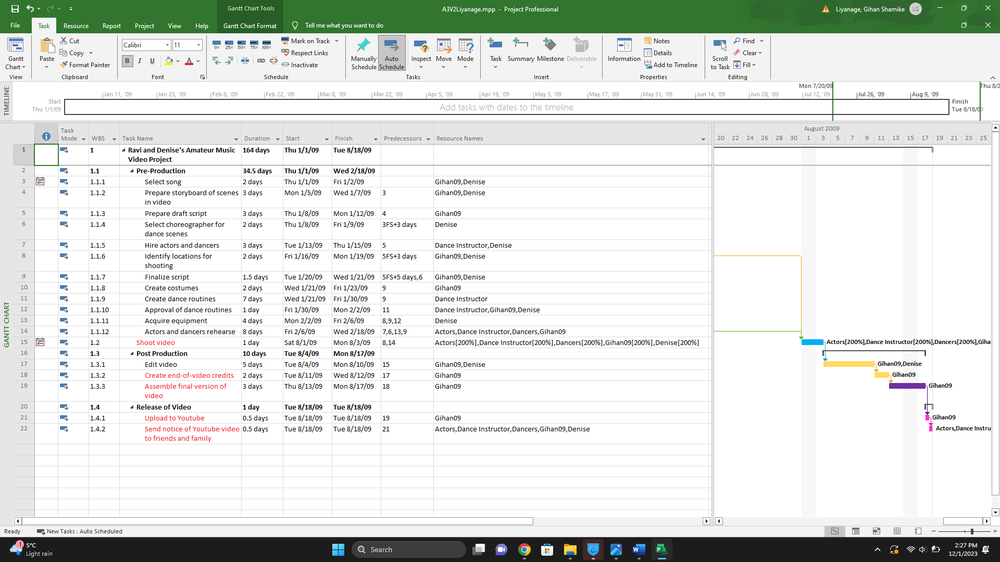 Gantt Chart Tools
A3V2Liyanage.mpp - Project Professional
Liyanage, Gihan Shamike
LG
File Task Resource Report Project View Help Gantt Chart Format Tell me what you want to do
Gantt
Chart
View
Paste
Cut
Copy
Format Painter
Clipboard
Calibri 11
B I U A
Font
0% 25% 50% 75% 100%
Mark on Track
Respect Links
Inactivate
Schedule
Manually
Schedule
Auto
Schedule
Inspect
Move
Mode
Tasks
Task
Summary
Milestone
Deliverable
Insert
Information
Notes
Details
Add to Timeline
Properties
Scroll
to Task
Find
Clear
Fill
Editing
TIMELINE
Mon 7/20/09
Thu 8/2
Jan 11, '09 Jan 25, '09 Feb 8, '09 Feb 22, '09 Mar 8, '09 Mar 22, '09 Apr 5, '09 Apr 19, '09 May 3, '09 May 17, '09 May 31, '09 Jun 14, '09 Jun 28, '09 Jul 12, '09 Jul 26, '09 Aug 9, '09
Start
Thu 1/1/09
Add tasks with dates to the timeline
Finish
Tue 8/18/09
GANTT CHART
Task
Mode WBS Task Name Duration Start Finish Predecessors Resource Names
August 2009
20 22 24 26 28 30 1 3 5 7 9 11 13 15 17 19 21 23 25
1 1 Ravi and Denise's Amateur Music 164 days Thu 1/1/09 Tue 8/18/09
Video Project
2 1.1 Pre-Production 34.5 days Thu 1/1/09 Wed 2/18/09
3 1.1.1 Select song 2 days Thu 1/1/09 Fri 1/2/09 Gihan09,Denise
4 1.1.2 Prepare storyboard of scenes 3 days Mon 1/5/09 Wed 1/7/09 3 Gihan09,Denise
in video
5 1.1.3 Prepare draft script 3 days Thu 1/8/09 Mon 1/12/09 4 Gihan09
6 1.1.4 Select choreographer for 2 days Thu 1/8/09 Fri 1/9/09 3FS+3 days Denise
dance scenes
7 1.1.5 Hire actors and dancers 3 days Tue 1/13/09 Thu 1/15/09 5 Dance Instructor,Denise
8 1.1.6 Identify locations for 2 days Fri 1/16/09 Mon 1/19/09 5FS+3 days Gihan09,Denise
shooting
9 1.1.7 Finalize script 1.5 days Tue 1/20/09 Wed 1/21/09 5FS+5 days,6 Gihan09,Denise
10 1.1.8 Create costumes 2 days Wed 1/21/09 Fri 1/23/09 9 Gihan09
11 1.1.9 Create dance routines 7 days Wed 1/21/09 Fri 1/30/09 9 Dance Instructor
12 1.1.10 Approval of dance routines 1 day Fri 1/30/09 Mon 2/2/09 11 Dance Instructor,Gihan09,Denise
13 1.1.11 Acquire equipment 4 days Mon 2/2/09 Fri 2/6/09 8,9,12 Denise
14 1.1.12 Actors and dancers rehearse 8 days Fri 2/6/09 Wed 2/18/09 7,6,13,9 Actors,Dance Instructor,Dancers,Gihan09
15 1.2 Shoot video 1 day Sat 8/1/09 Mon 8/3/09 8,14 Actors[200%],Dance Instructor[200%],Dancers[200%],Gihan09[200%],Denise[200%] Actors[200%],Dance Instructor[200%],Dancers[200%],Giha
16 1.3 Post Production 10 days Tue 8/4/09 Mon 8/17/09
17 1.3.1 Edit video 5 days Tue 8/4/09 Mon 8/10/09 15 Gihan09,Denise Gihan09,Denise
18 1.3.2 Create end-of-video credits 2 days Tue 8/11/09 Wed 8/12/09 17 Gihan09 Gihan09
19 1.3.3 Assemble final version of 3 days Thu 8/13/09 Mon 8/17/09 18 Gihan09 Gihan09
video
20 1.4 Release of Video 1 day Tue 8/18/09 Tue 8/18/09
21 1.4.1 Upload to Youtube 0.5 days Tue 8/18/09 Tue 8/18/09 19 Gihan09 Gihan09
22 1.4.2 Send notice of Youtube video 0.5 days Tue 8/18/09 Tue 8/18/09 21 Actors,Dance Instructor,Dancers,Gihan09,Denise Actors,Dance Instru
to friends and family
Ready New Tasks : Auto Scheduled
1
5°C
Light rain
Search
2:27 PM
12/1/2023